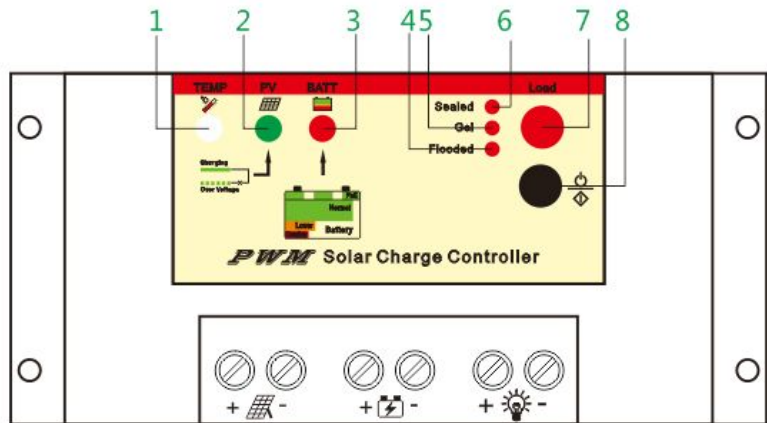 1 2 3 4 5 6 7 8
TEMP PV BATT Load
Sealed
Gel
Flooded
Charging
Over Voltage
Full
Normal
Lower
Battery
PWM Solar Charge Controller
+ - + - + -